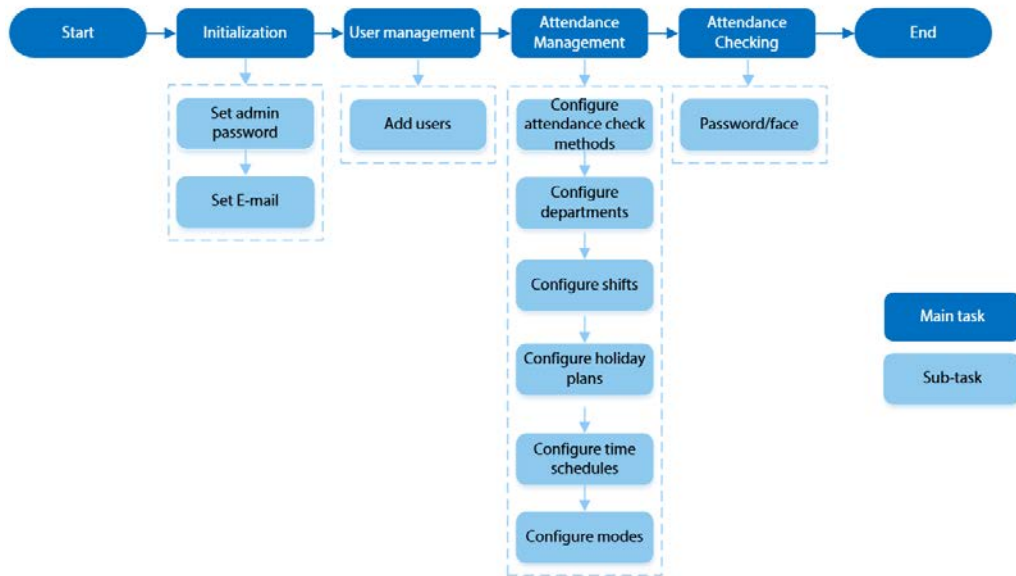 Start
Initialization
User management
Attendance
Management
Attendance
Checking
End
Set admin
password
Set E-mail
Add users
Configure
attendance check
methods
Configure
departments
Configure shifts
Configure holiday
plans
Configure time
schedules
Configure modes
Password/face
Main task
Sub-task